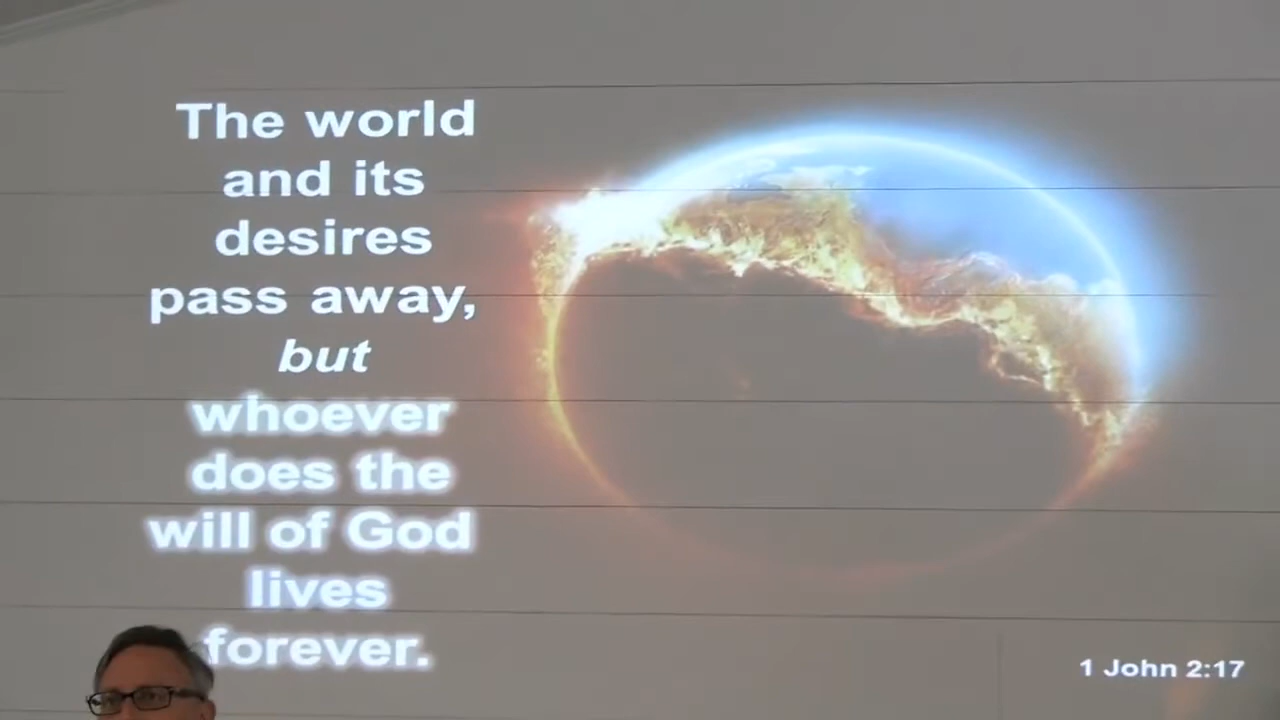 The world
and its
desires
pass away,
but
whoever
does the
will of God
lives
forever.
1 John 2:17